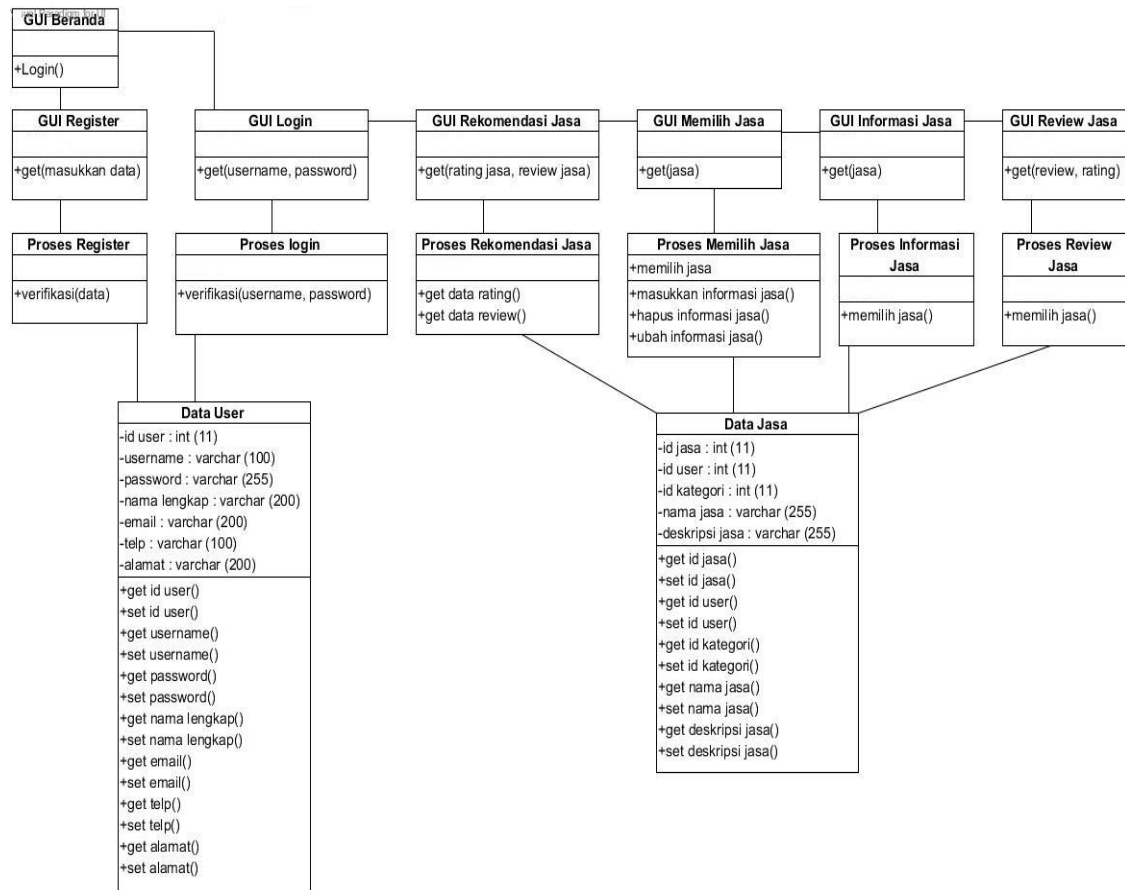 GUI Beranda
+Login()
GUI Register
+get(masukkan data)
GUI Login
+get(username, password)
GUI Rekomendasi Jasa
+get(rating jasa, review jasa)
GUI Memilih Jasa
+get(jasa)
GUI Informasi Jasa
+get(jasa)
GUI Review Jasa
+get(review, rating)
Proses Register
+verifikasi(data)
Proses login
+verifikasi(username, password)
Proses Rekomendasi Jasa
+get data rating()
+get data review()
Proses Memilih Jasa
+memilih jasa
+masukkan informasi jasa()
+hapus informasi jasa()
+ubah informasi jasa()
Proses Informasi
Jasa
+memilih jasa()
Proses Review
Jasa
+memilih jasa()
Data User
-id user : int (11)
-username : varchar (100)
-password : varchar (255)
-nama lengkap : varchar (200)
-email : varchar (200)
-telp : varchar (100)
-alamat : varchar (200)
+get id user()
+set id user()
+get username()
+set username()
+get password()
+set password()
+get nama lengkap()
+set nama lengkap()
+get email()
+set email()
+get telp()
+set telp()
+get alamat()
+set alamat()
Data Jasa
-id jasa : int (11)
-id user : int (11)
-id kategori : int (11)
-nama jasa : varchar (255)
-deskripsi jasa : varchar (255)
+get id jasa()
+set id jasa()
+get id user()
+set id user()
+get id kategori()
+set id kategori()
+get nama jasa()
+set nama jasa()
+get deskripsi jasa()
+set deskripsi jasa()